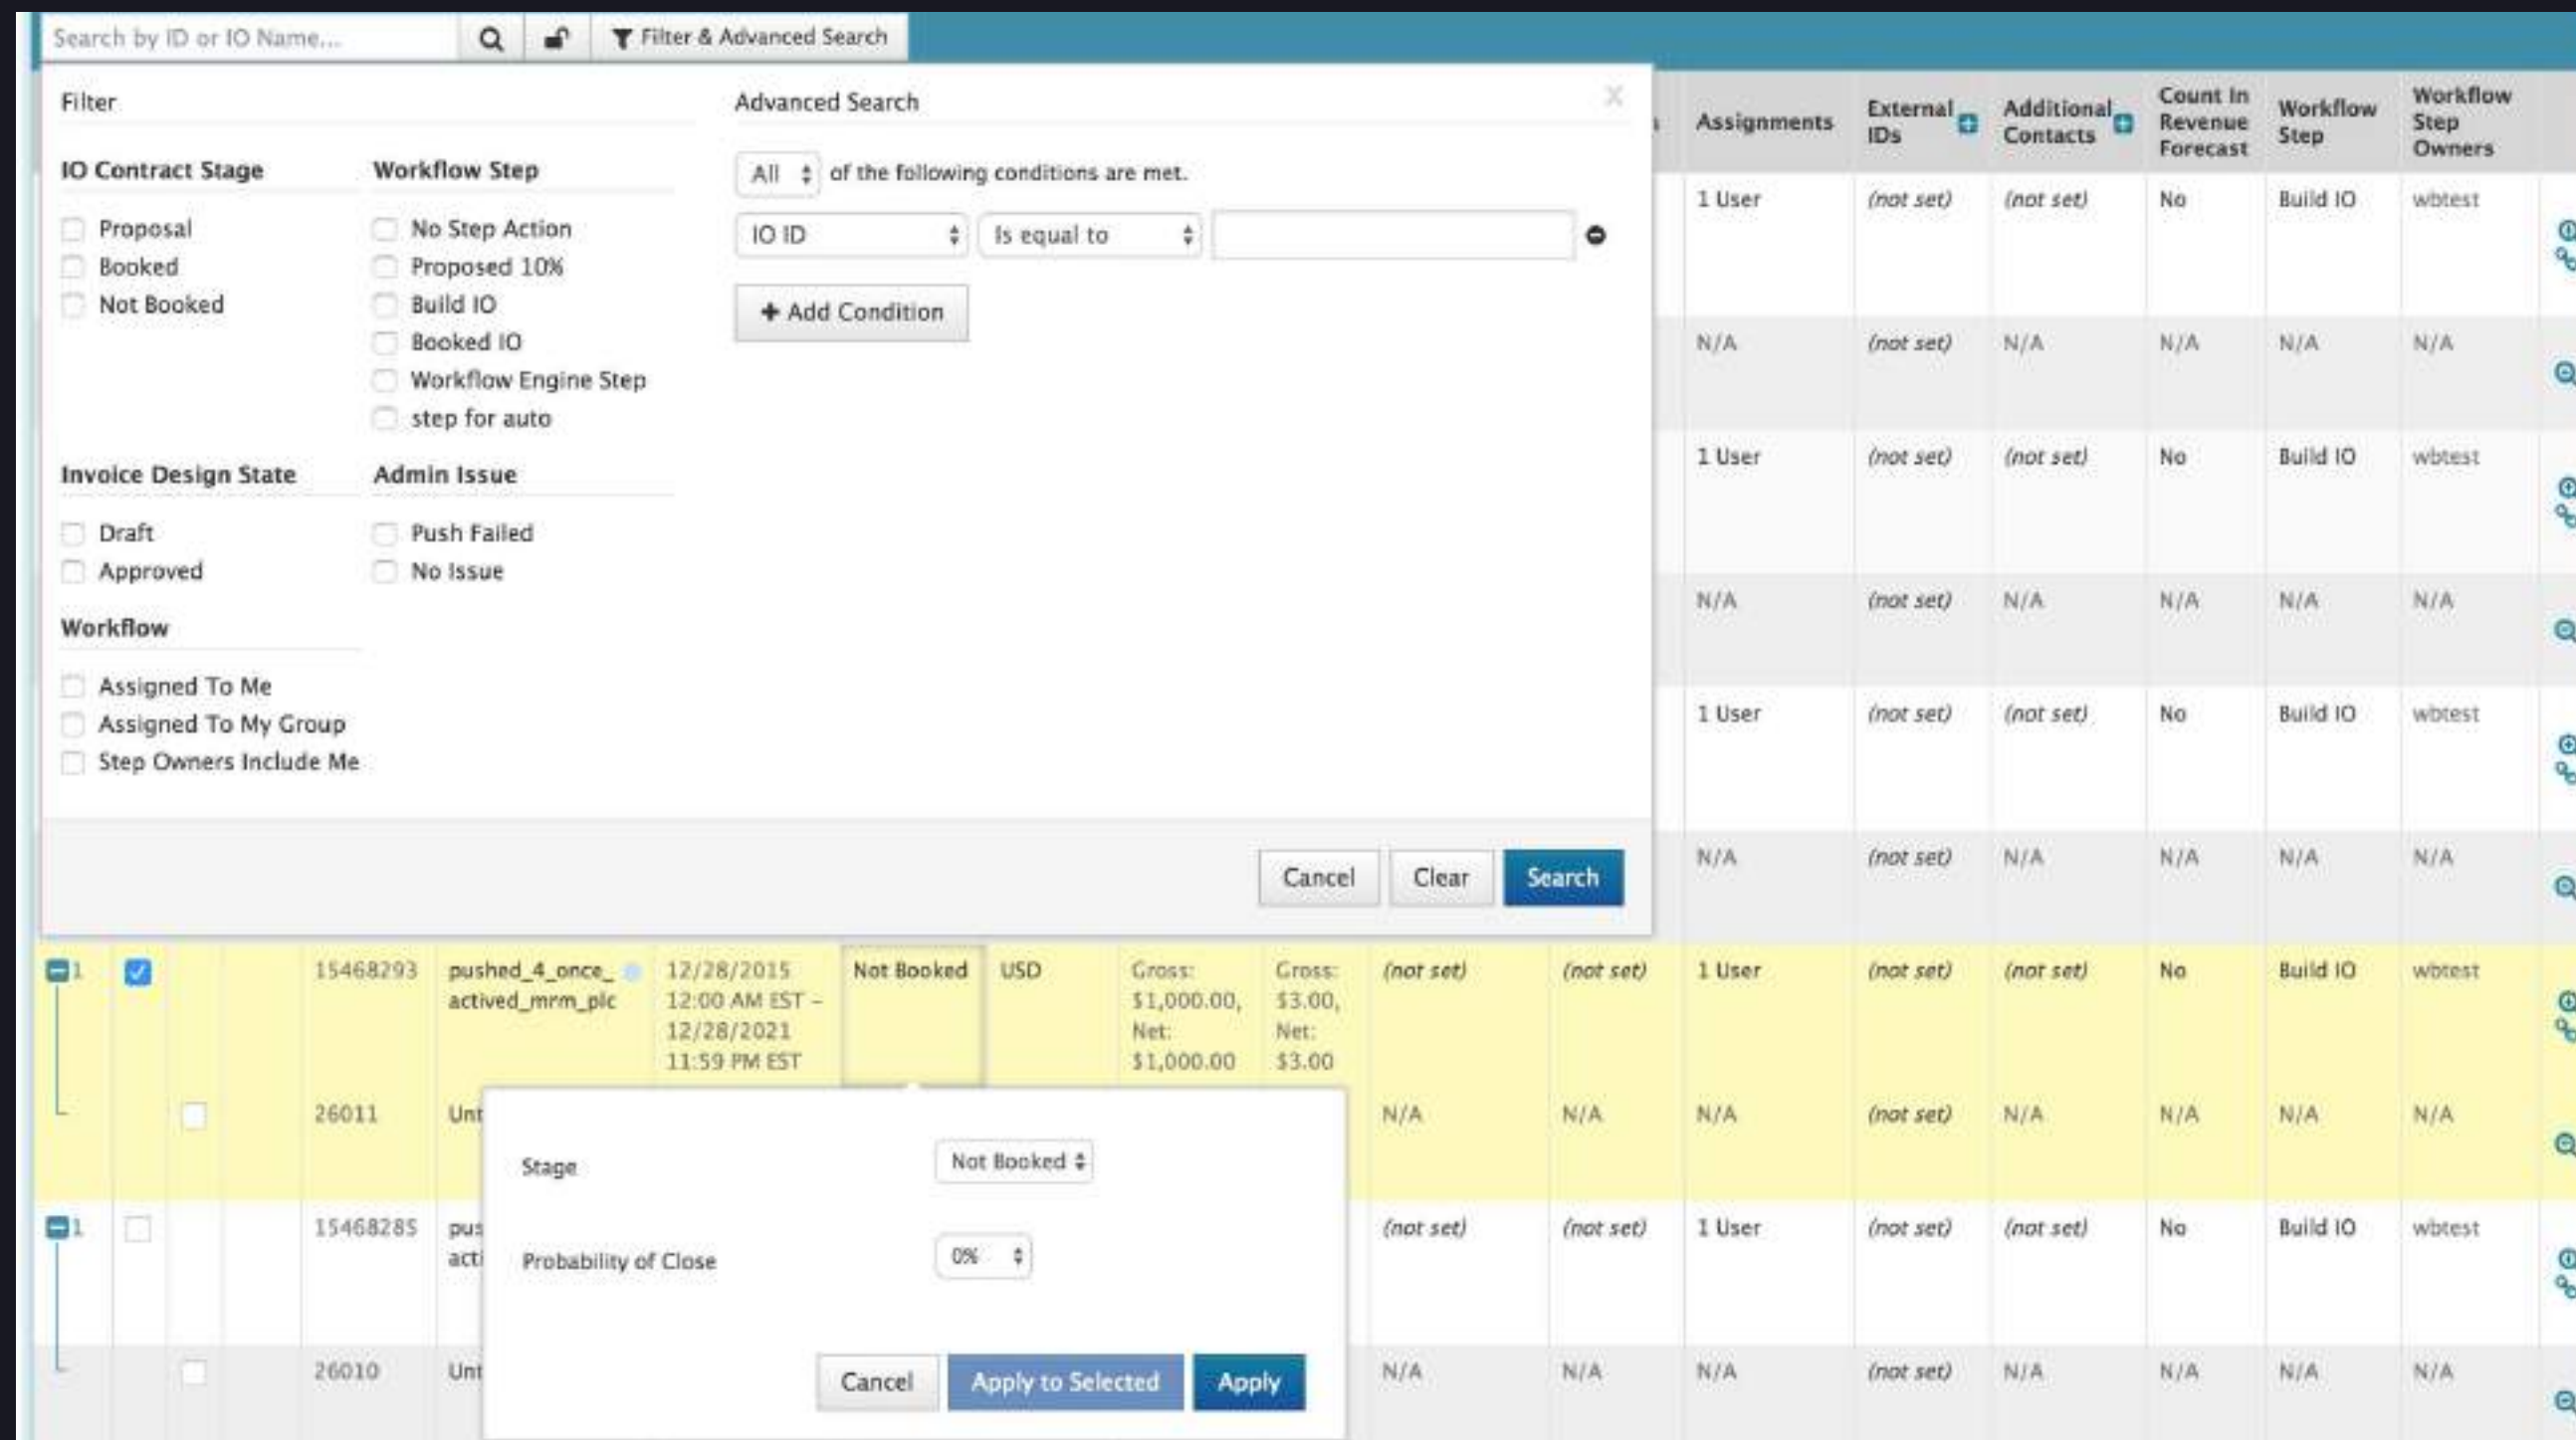 Search by ID or IO Name...
Filter & Advanced Search
Filter
Advanced Search
IO Contract Stage
Proposal
Booked
Not Booked
Workflow Step
No Step Action
Proposed 10%
Build IO
Booked IO
Workflow Engine Step
step for auto
Invoice Design State
Draft
Approved
Admin Issue
Push Failed
No Issue
Workflow
Assigned To Me
Assigned To My Group
Step Owners Include Me
All of the following conditions are met.
IO ID Is equal to
Add Condition
Cancel Clear Search
Assignments
External
IDs
Additional
Contacts
Count In
Revenue
Forecast
Workflow
Step
Workflow
Step
Owners
1 User (not set) (not set) No Build IO wbtest
N/A (not set) N/A N/A N/A N/A
1 User (not set) (not set) No Build IO wbtest
N/A (not set) N/A N/A N/A N/A
1 User (not set) (not set) No Build IO wbtest
N/A (not set) N/A N/A N/A N/A
1 15468293
pushed_4_once_
actived_mrm_plc
12/28/2015
12:00 AM EST –
12/28/2021
11:59 PM EST
Not Booked USD
Gross:
$1,000.00,
Net:
$1,000.00
Gross:
$3.00,
Net:
$3.00
(not set) (not set) 1 User (not set) (not set) No Build IO wbtest
26011 Unt N/A N/A N/A (not set) N/A N/A N/A N/A
Stage Not Booked
1 15468285
pus
acti
(not set) (not set) 1 User (not set) (not set) No Build IO wbtest
Probability of Close 0%
26010 Unt N/A N/A N/A (not set) N/A N/A N/A N/A
Cancel Apply to Selected Apply